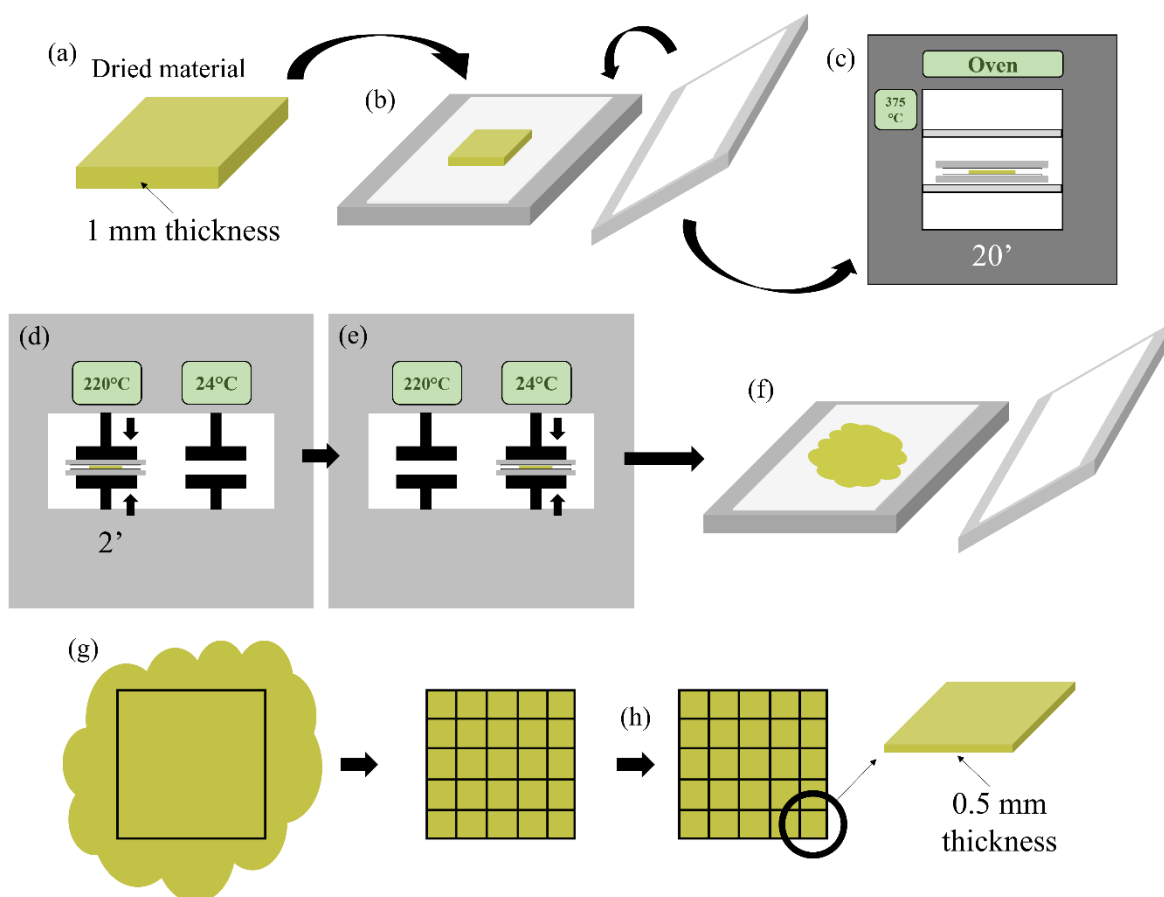 (a)
Dried material
1 mm thickness
(b)
(c)
Oven
375
°C
20’
(d)
220°C
24°C
2’
(e)
220°C
24°C
(f)
(g)
(h)
0.5 mm
thickness